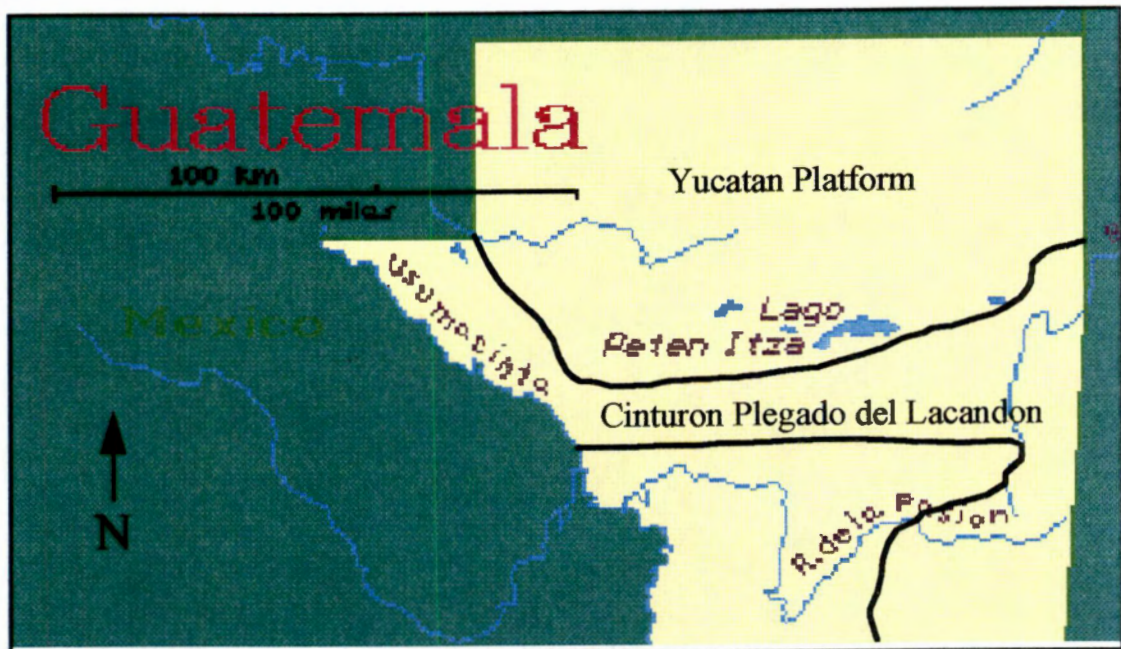 Guatemala
100 km
100 miles
Yucatan Platform
Usumacinta
Mexico
Lago
Peten Itza
Cinturon Plegado del Lacandon
N
R. de la Pasion